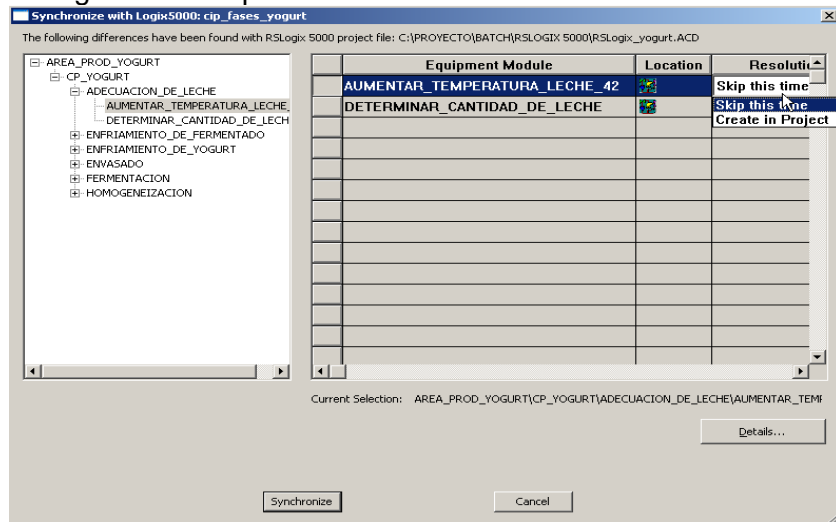 Synchronize with Logix5000: cip_fases_yogurt
The following differences have been found with RSLogix 5000 project file: C:\PROYECTO\BATCH\RSLOGIX 5000\RSLogix_yogurt.ACD
AREA_PROD_YOGURT
CP_YOGURT
ADECUACION_DE_LECHE
AUMENTAR_TEMPERATURA_LECHE_
DETERMINAR_CANTIDAD_DE_LECH
ENFRIAMIENTO_DE_FERMENTADO
ENFRIAMIENTO_DE_YOGURT
ENVASADO
FERMENTACION
HOMOGENEIZACION
Equipment Module Location Resolutio
AUMENTAR_TEMPERATURA_LECHE_42 Skip this time
DETERMINAR_CANTIDAD_DE_LECHE Skip this time
Create in Project
Current Selection: AREA_PROD_YOGURT\CP_YOGURT\ADECUACION_DE_LECHE\AUMENTAR_TEMF
Details...
Synchronize Cancel